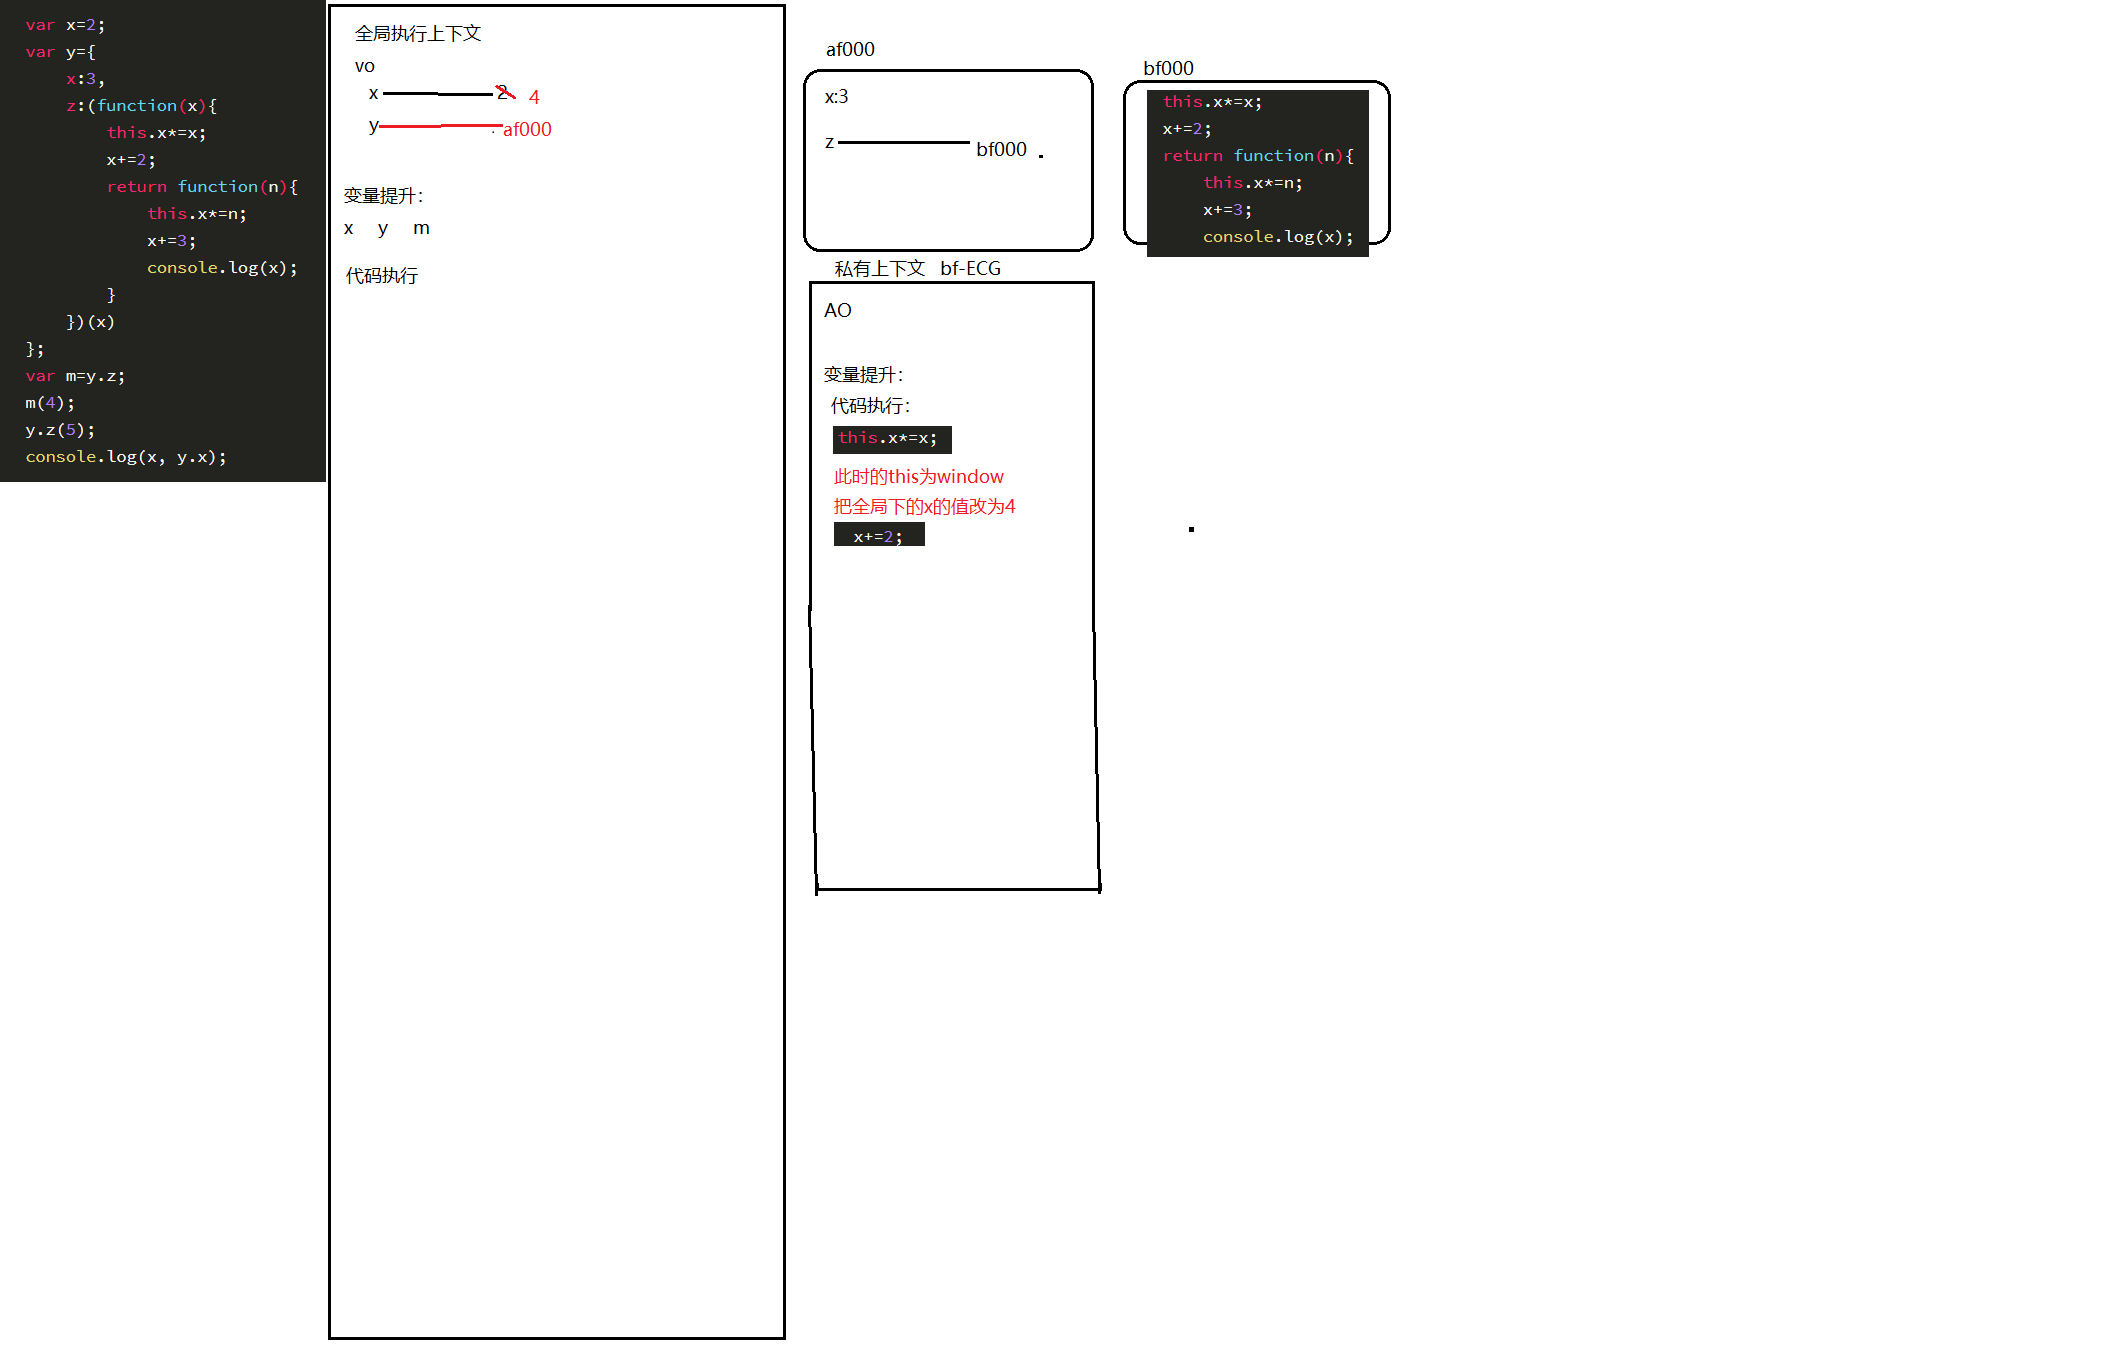 var x=2;
var y={
    x:3,
    z:(function(x){
        this.x*=x;
        x+=2;
        return function(n){
            this.x*=n;
            x+=3;
            console.log(x);
        }
    })(x)
};
var m=y.z;
m(4);
y.z(5);
console.log(x, y.x);
全局执行上下文
vo
x 2 4
y af000
变量提升：
x y m
代码执行
af000
x:3
z bf000
私有上下文 bf-ECG
AO
变量提升：
代码执行：
this.x*=x;
此时的this为window
把全局下的x的值改为4
x+=2;
bf000
this.x*=x;
x+=2;
return function(n){
    this.x*=n;
    x+=3;
    console.log(x);